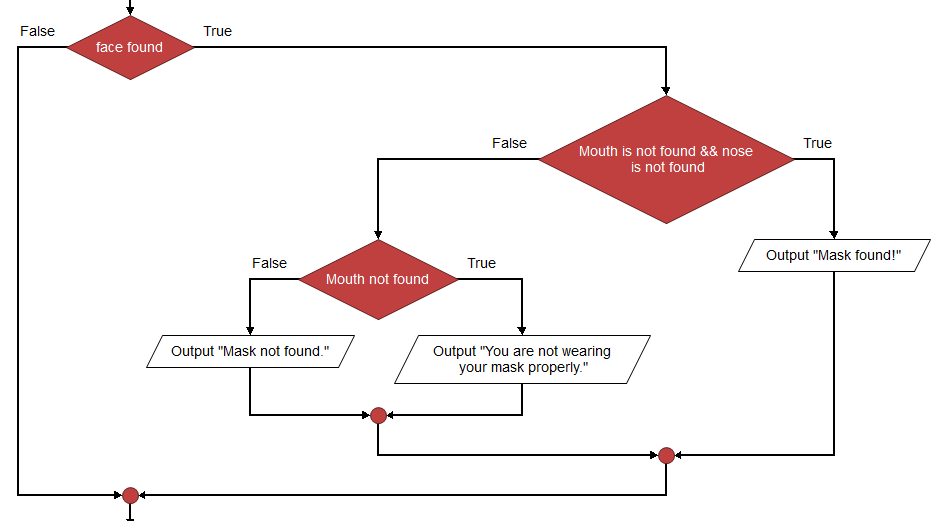 False
True
face found
False
True
Mouth is not found && nose
is not found
Output "Mask found!"
False
True
Mouth not found
Output "Mask not found."
Output "You are not wearing
your mask properly."